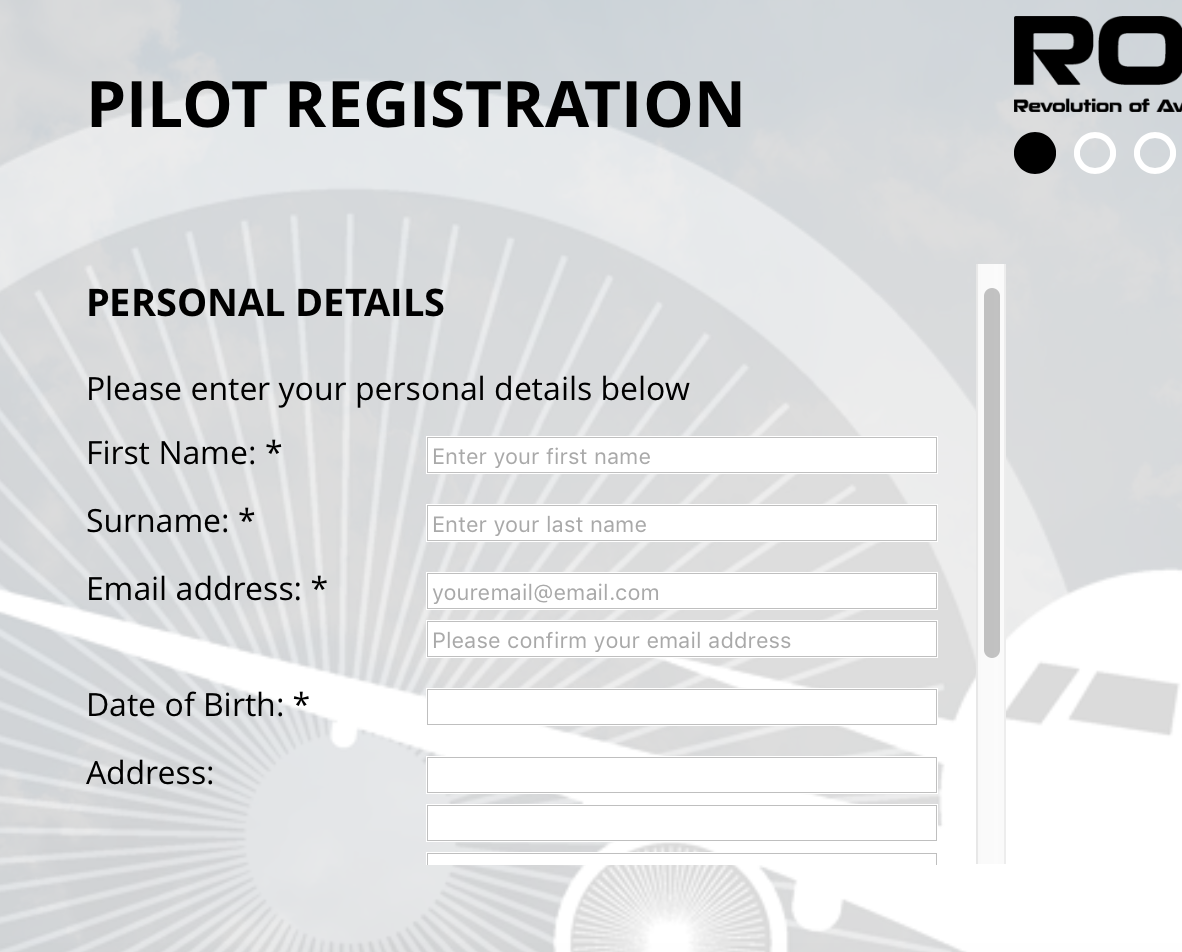 PILOT REGISTRATION
RO
Revolution of Av
PERSONAL DETAILS
Please enter your personal details below
First Name: *
Enter your first name
Surname: *
Enter your last name
Email address: *
youremail@email.com
Please confirm your email address
Date of Birth: *
Address: